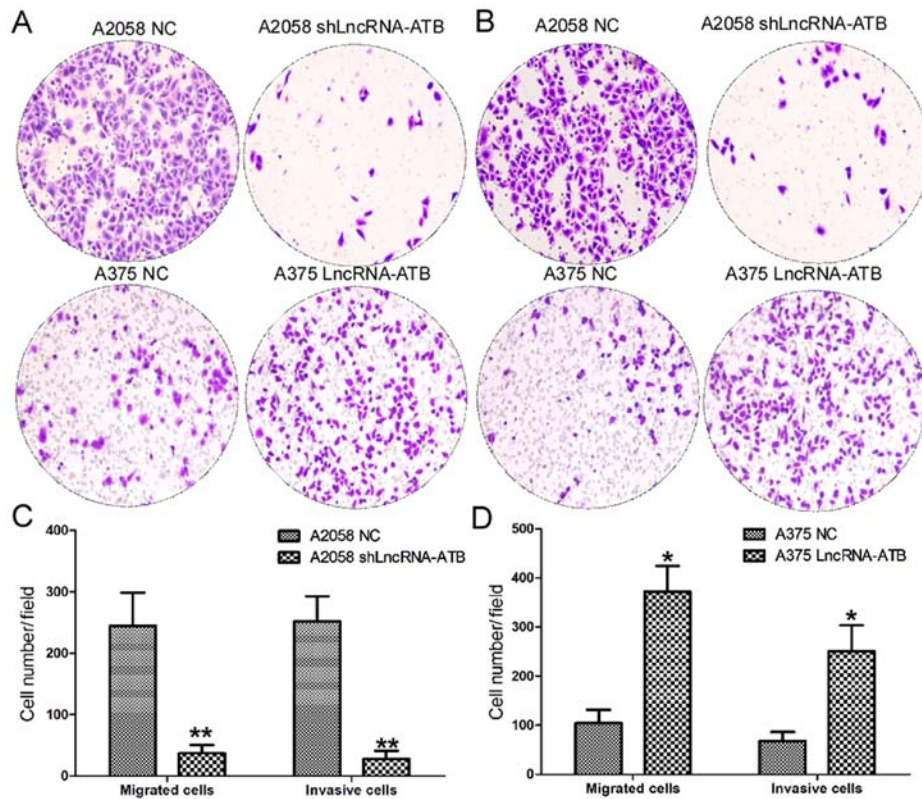 A
A2058 NC
A2058 shLncRNA-ATB
B
A2058 NC
A2058 shLncRNA-ATB
A375 NC
A375 LncRNA-ATB
A375 NC
A375 LncRNA-ATB
C
A2058 NC
A2058 shLncRNA-ATB
Cell number/field
400
300
200
100
0
**
**
Migrated cells
Invasive cells
D
A375 NC
A375 LncRNA-ATB
Cell number/field
500
400
300
200
100
0
*
*
Migrated cells
Invasive cells